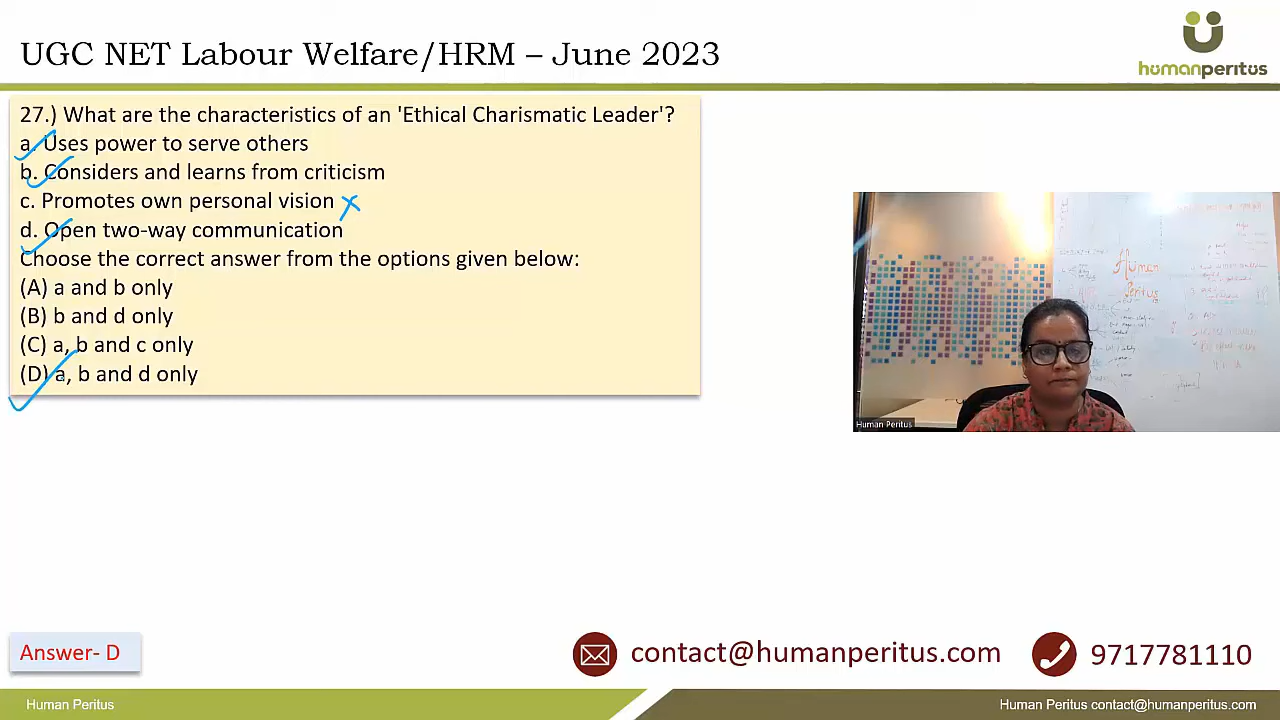 UGC NET Labour Welfare/HRM – June 2023
humanperitus
27.) What are the characteristics of an 'Ethical Charismatic Leader'?
a. Uses power to serve others
b. Considers and learns from criticism
c. Promotes own personal vision
d. Open two-way communication
Choose the correct answer from the options given below:
(A) a and b only
(B) b and d only
(C) a, b and c only
(D) a, b and d only
Human
Peritus
Human Peritus
Answer- D
contact@humanperitus.com
9717781110
Human Peritus
Human Peritus contact@humanperitus.com